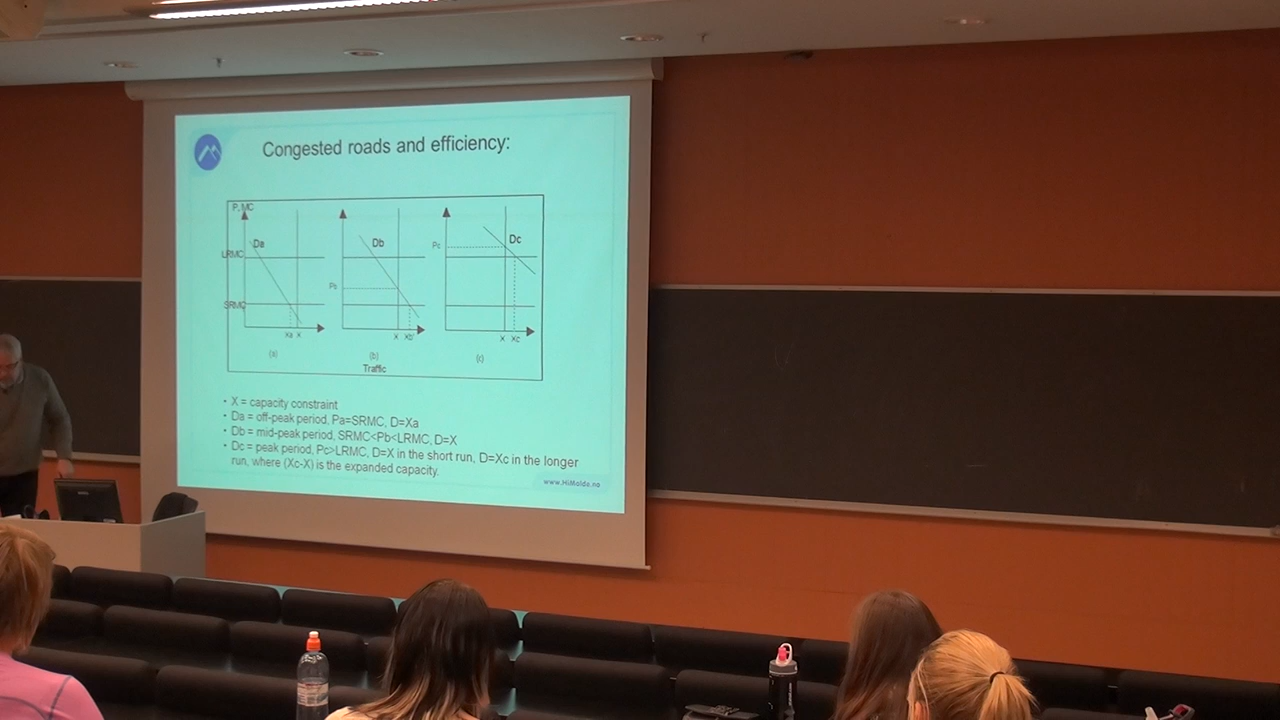 Congested roads and efficiency:
P, MC
Da
Db
Dc
Pc
LRMC
Pb
SRMC
Xa X
X Xb
X Xc
(a)
(b)
(c)
Traffic
• X = capacity constraint
• Da = off-peak period, Pa=SRMC, D=Xa
• Db = mid-peak period, SRMC<Pb<LRMC, D=X
• Dc = peak period, Pc>LRMC, D=X in the short run, D=Xc in the longer
run, where (Xc-X) is the expanded capacity.
www.HiMolde.no